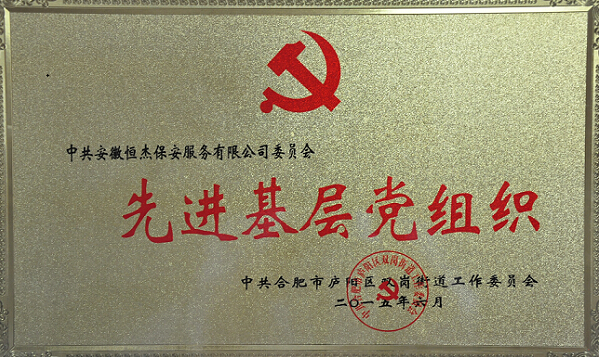 中共安徽恒杰保安服务有限公司委员会
先进基层党组织
中共合肥市庐阳区双岗街道工作委员会
二〇一五年六月